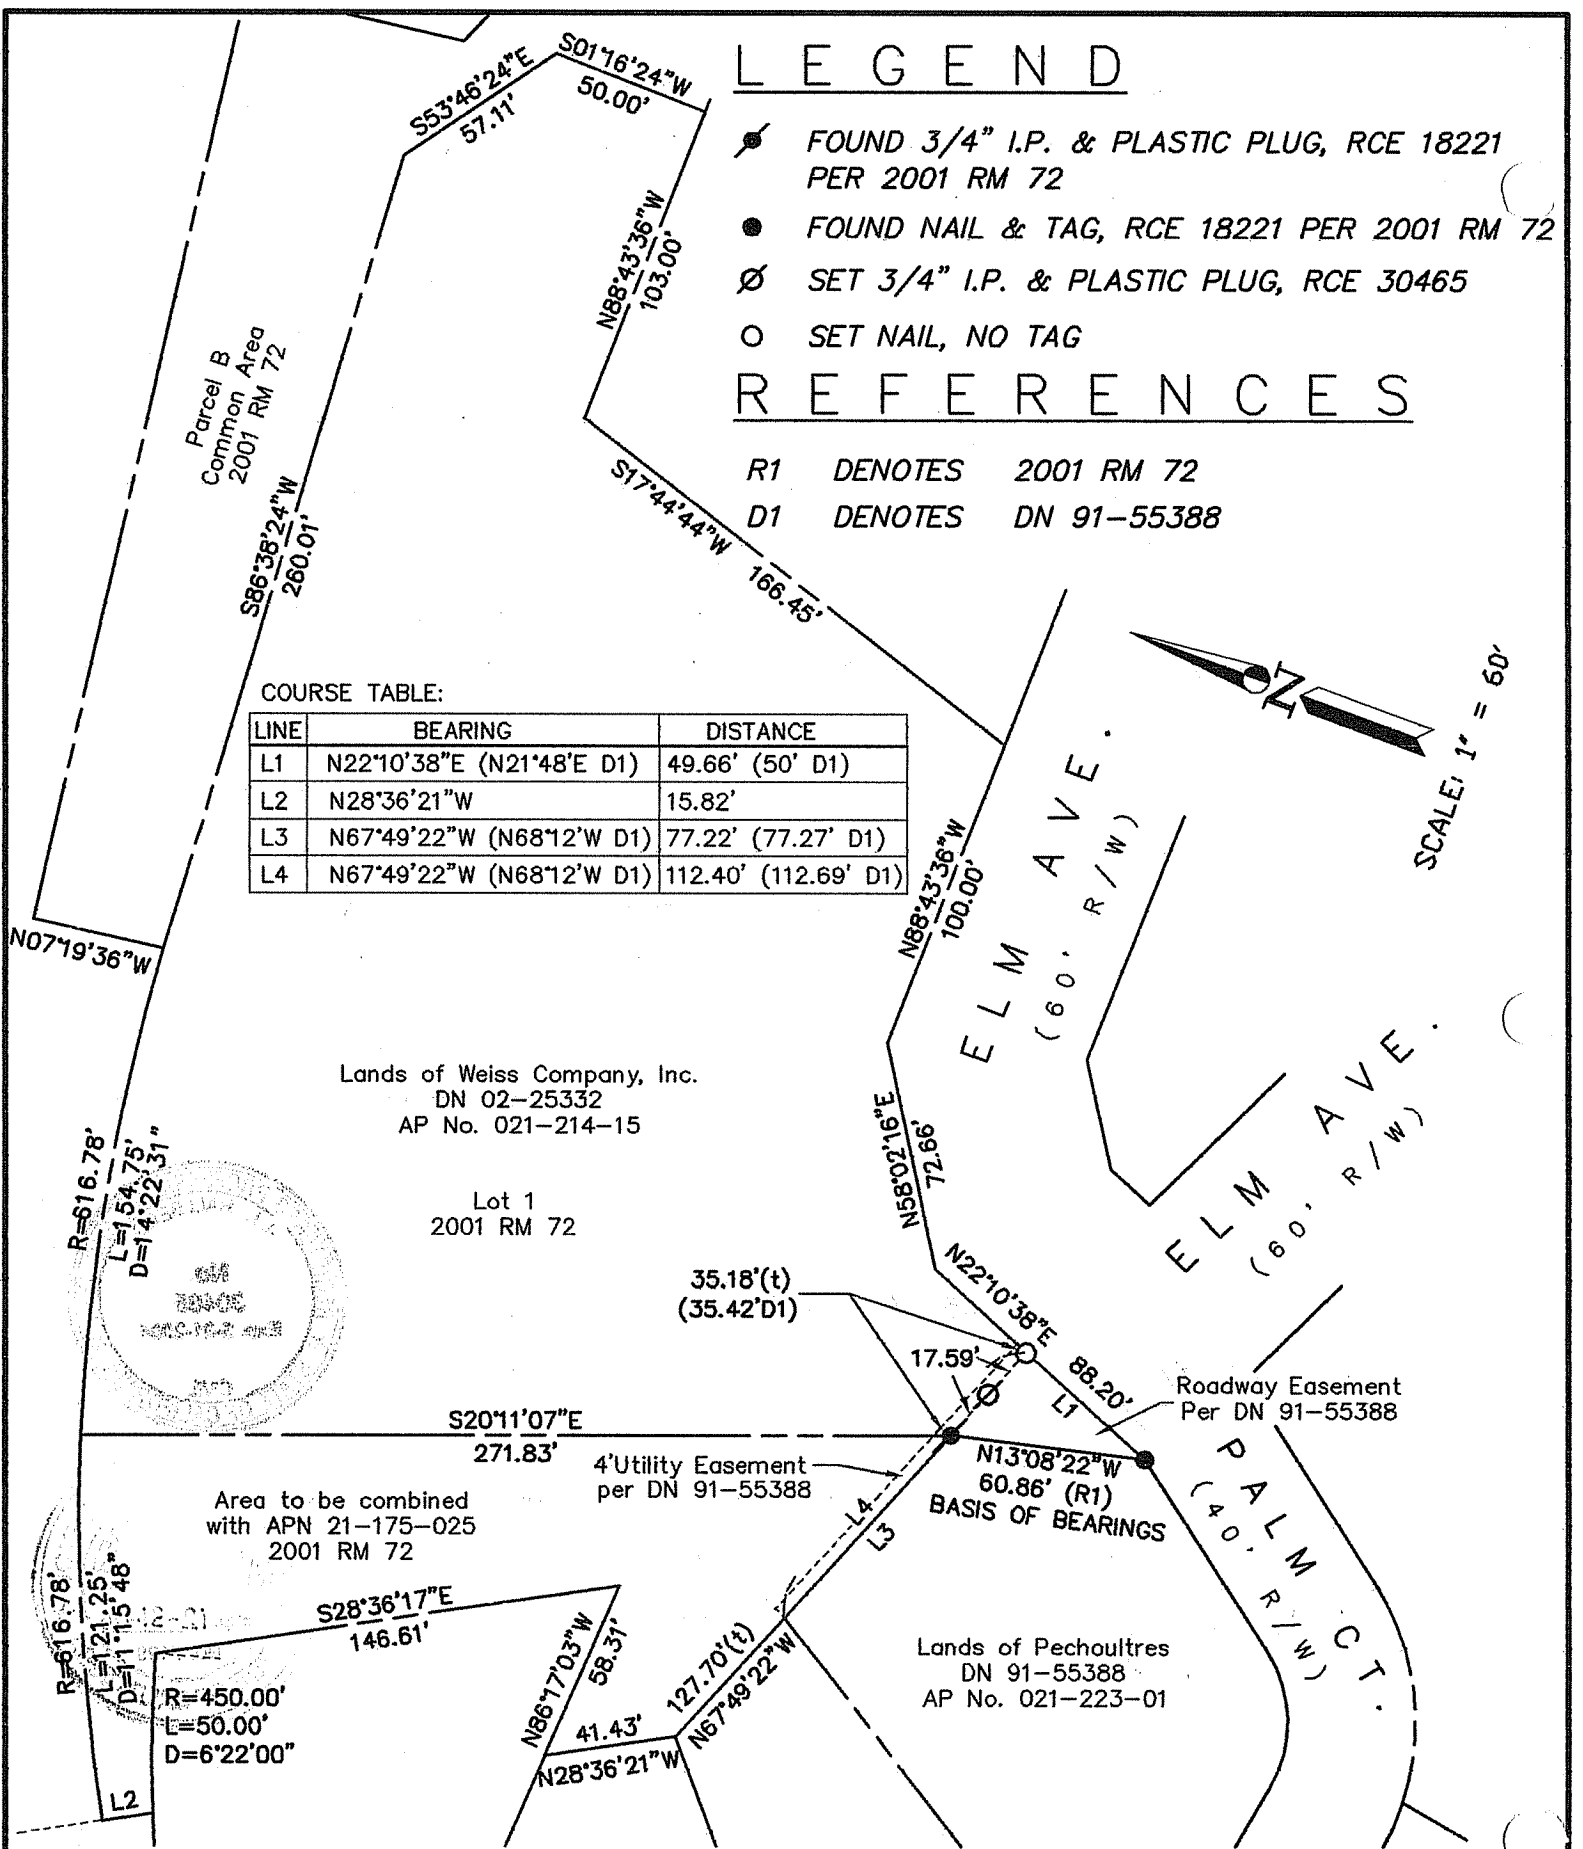 LEGEND
FOUND 3/4" I.P. & PLASTIC PLUG, RCE 18221
PER 2001 RM 72
FOUND NAIL & TAG, RCE 18221 PER 2001 RM 72
SET 3/4" I.P. & PLASTIC PLUG, RCE 30465
SET NAIL, NO TAG
REFERENCES
R1 DENOTES 2001 RM 72
D1 DENOTES DN 91-55388
S53°46'24"E
57.11'
S01°16'24"W
50.00'
N88°43'36"W
103.00'
Parcel B
Common Area
2001 RM 72
S86°38'24"W
260.01'
S17°44'44"W 166.45'
N
SCALE: 1" = 60'
COURSE TABLE:
LINE BEARING DISTANCE
L1 N22°10'38"E (N21°48'E D1) 49.66' (50' D1)
L2 N28°36'21"W 15.82'
L3 N67°49'22"W (N68°12'W D1) 77.22' (77.27' D1)
L4 N67°49'22"W (N68°12'W D1) 112.40' (112.69' D1)
N07°19'36"W
N88°43'36"W
100.00'
ELM AVE.
(60' R/W)
Lands of Weiss Company, Inc.
DN 02-25332
AP No. 021-214-15
Lot 1
2001 RM 72
R=616.78'
L=154.75'
D=14°22'31"
N58°02'16"E
72.66'
ELM AVE.
(60' R/W)
No
30465
35.18'(t)
(35.42'D1)
N22°10'38"E 88.20'
17.59'
L1
Roadway Easement
Per DN 91-55388
S20°11'07"E
271.83'
4'Utility Easement
per DN 91-55388
N13°08'22"W
60.86' (R1)
BASIS OF BEARINGS
L4
L3
PALM CT.
(40' R/W)
Area to be combined
with APN 21-175-025
2001 RM 72
R=616.78'
L=121.25'
D=11°15'48"
S28°36'17"E
146.61'
N86°17'03"W
58.31'
127.70'(t)
N67°49'22"W
Lands of Pechoultres
DN 91-55388
AP No. 021-223-01
R=450.00'
L=50.00'
D=6°22'00"
41.43'
N28°36'21"W
L2